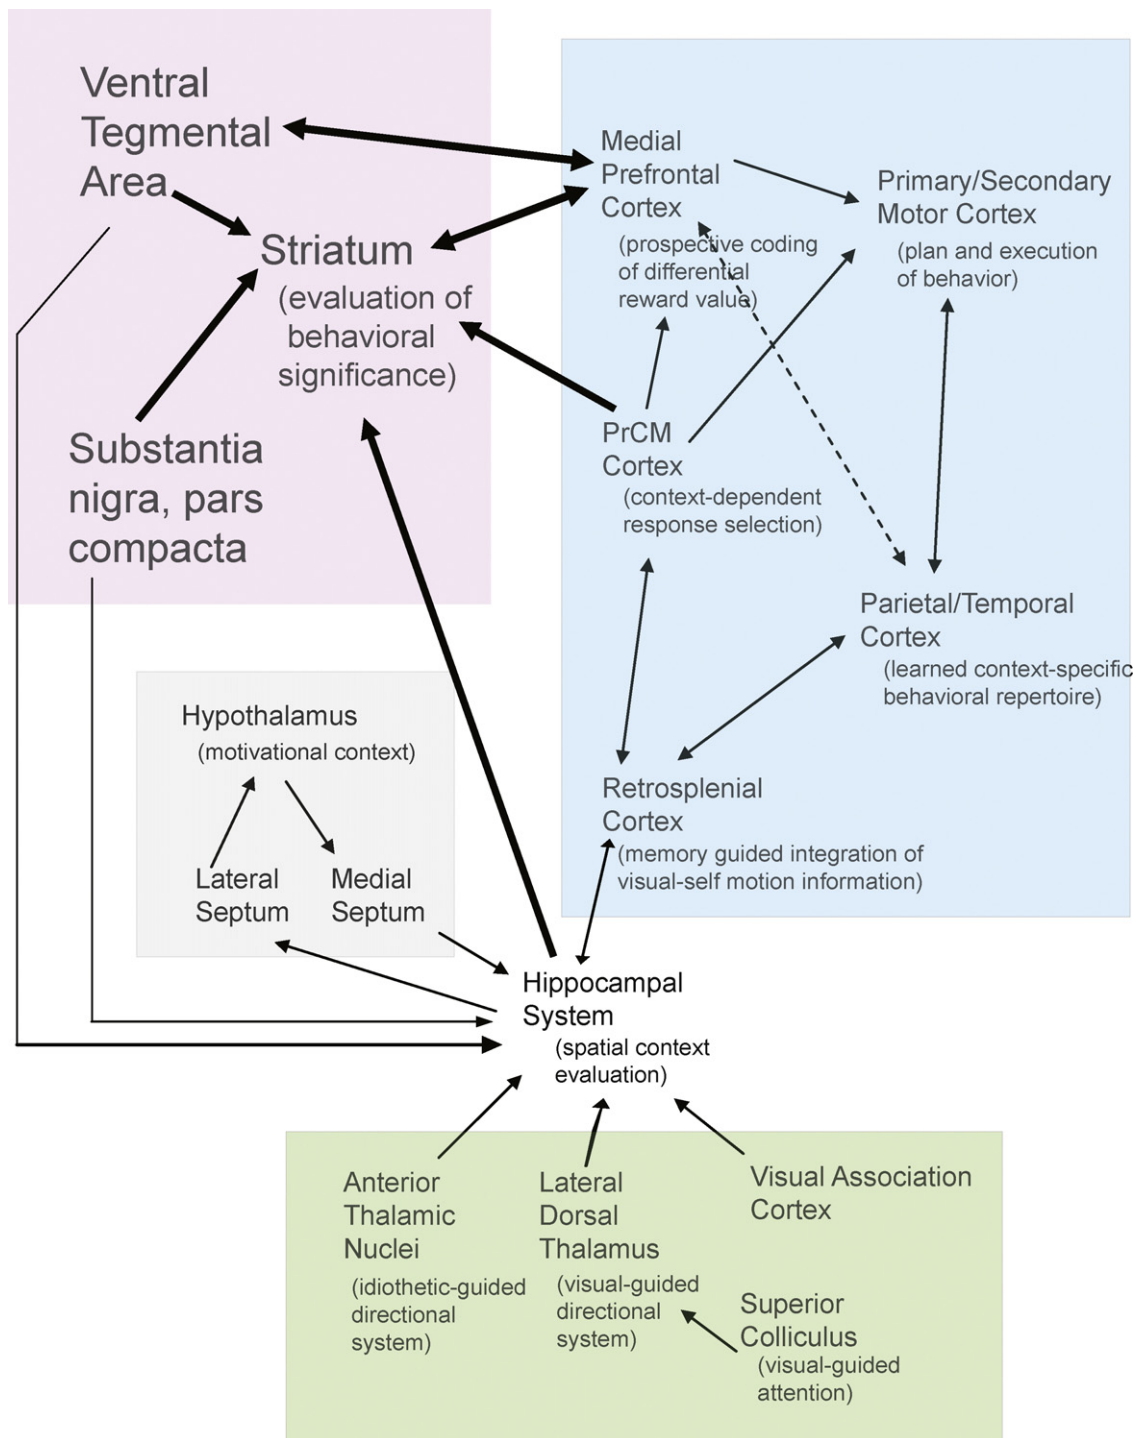 Ventral
Tegmental
Area
Striatum
(evaluation of
behavioral
significance)
Substantia
nigra, pars
compacta
Medial
Prefrontal
Cortex
(prospective coding
of differential
reward value)
Primary/Secondary
Motor Cortex
(plan and execution
of behavior)
PrCM
Cortex
(context-dependent
response selection)
Parietal/Temporal
Cortex
(learned context-specific
behavioral repertoire)
Retrosplenial
Cortex
(memory guided integration of
visual-self motion information)
Hypothalamus
(motivational context)
Lateral
Septum
Medial
Septum
Hippocampal
System
(spatial context
evaluation)
Anterior
Thalamic
Nuclei
(idiothetic-guided
directional
system)
Lateral
Dorsal
Thalamus
(visual-guided
directional
system)
Visual Association
Cortex
Superior
Colliculus
(visual-guided
attention)